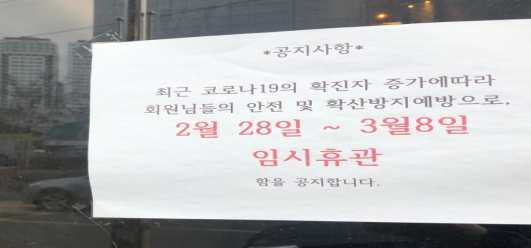 *공지사항*
최근 코로나19의 확진자 증가에따라
회원님들의 안전 및 확산방지예방으로.
2월 28일 ~ 3월8일
임시휴관
함을 공지합니다.